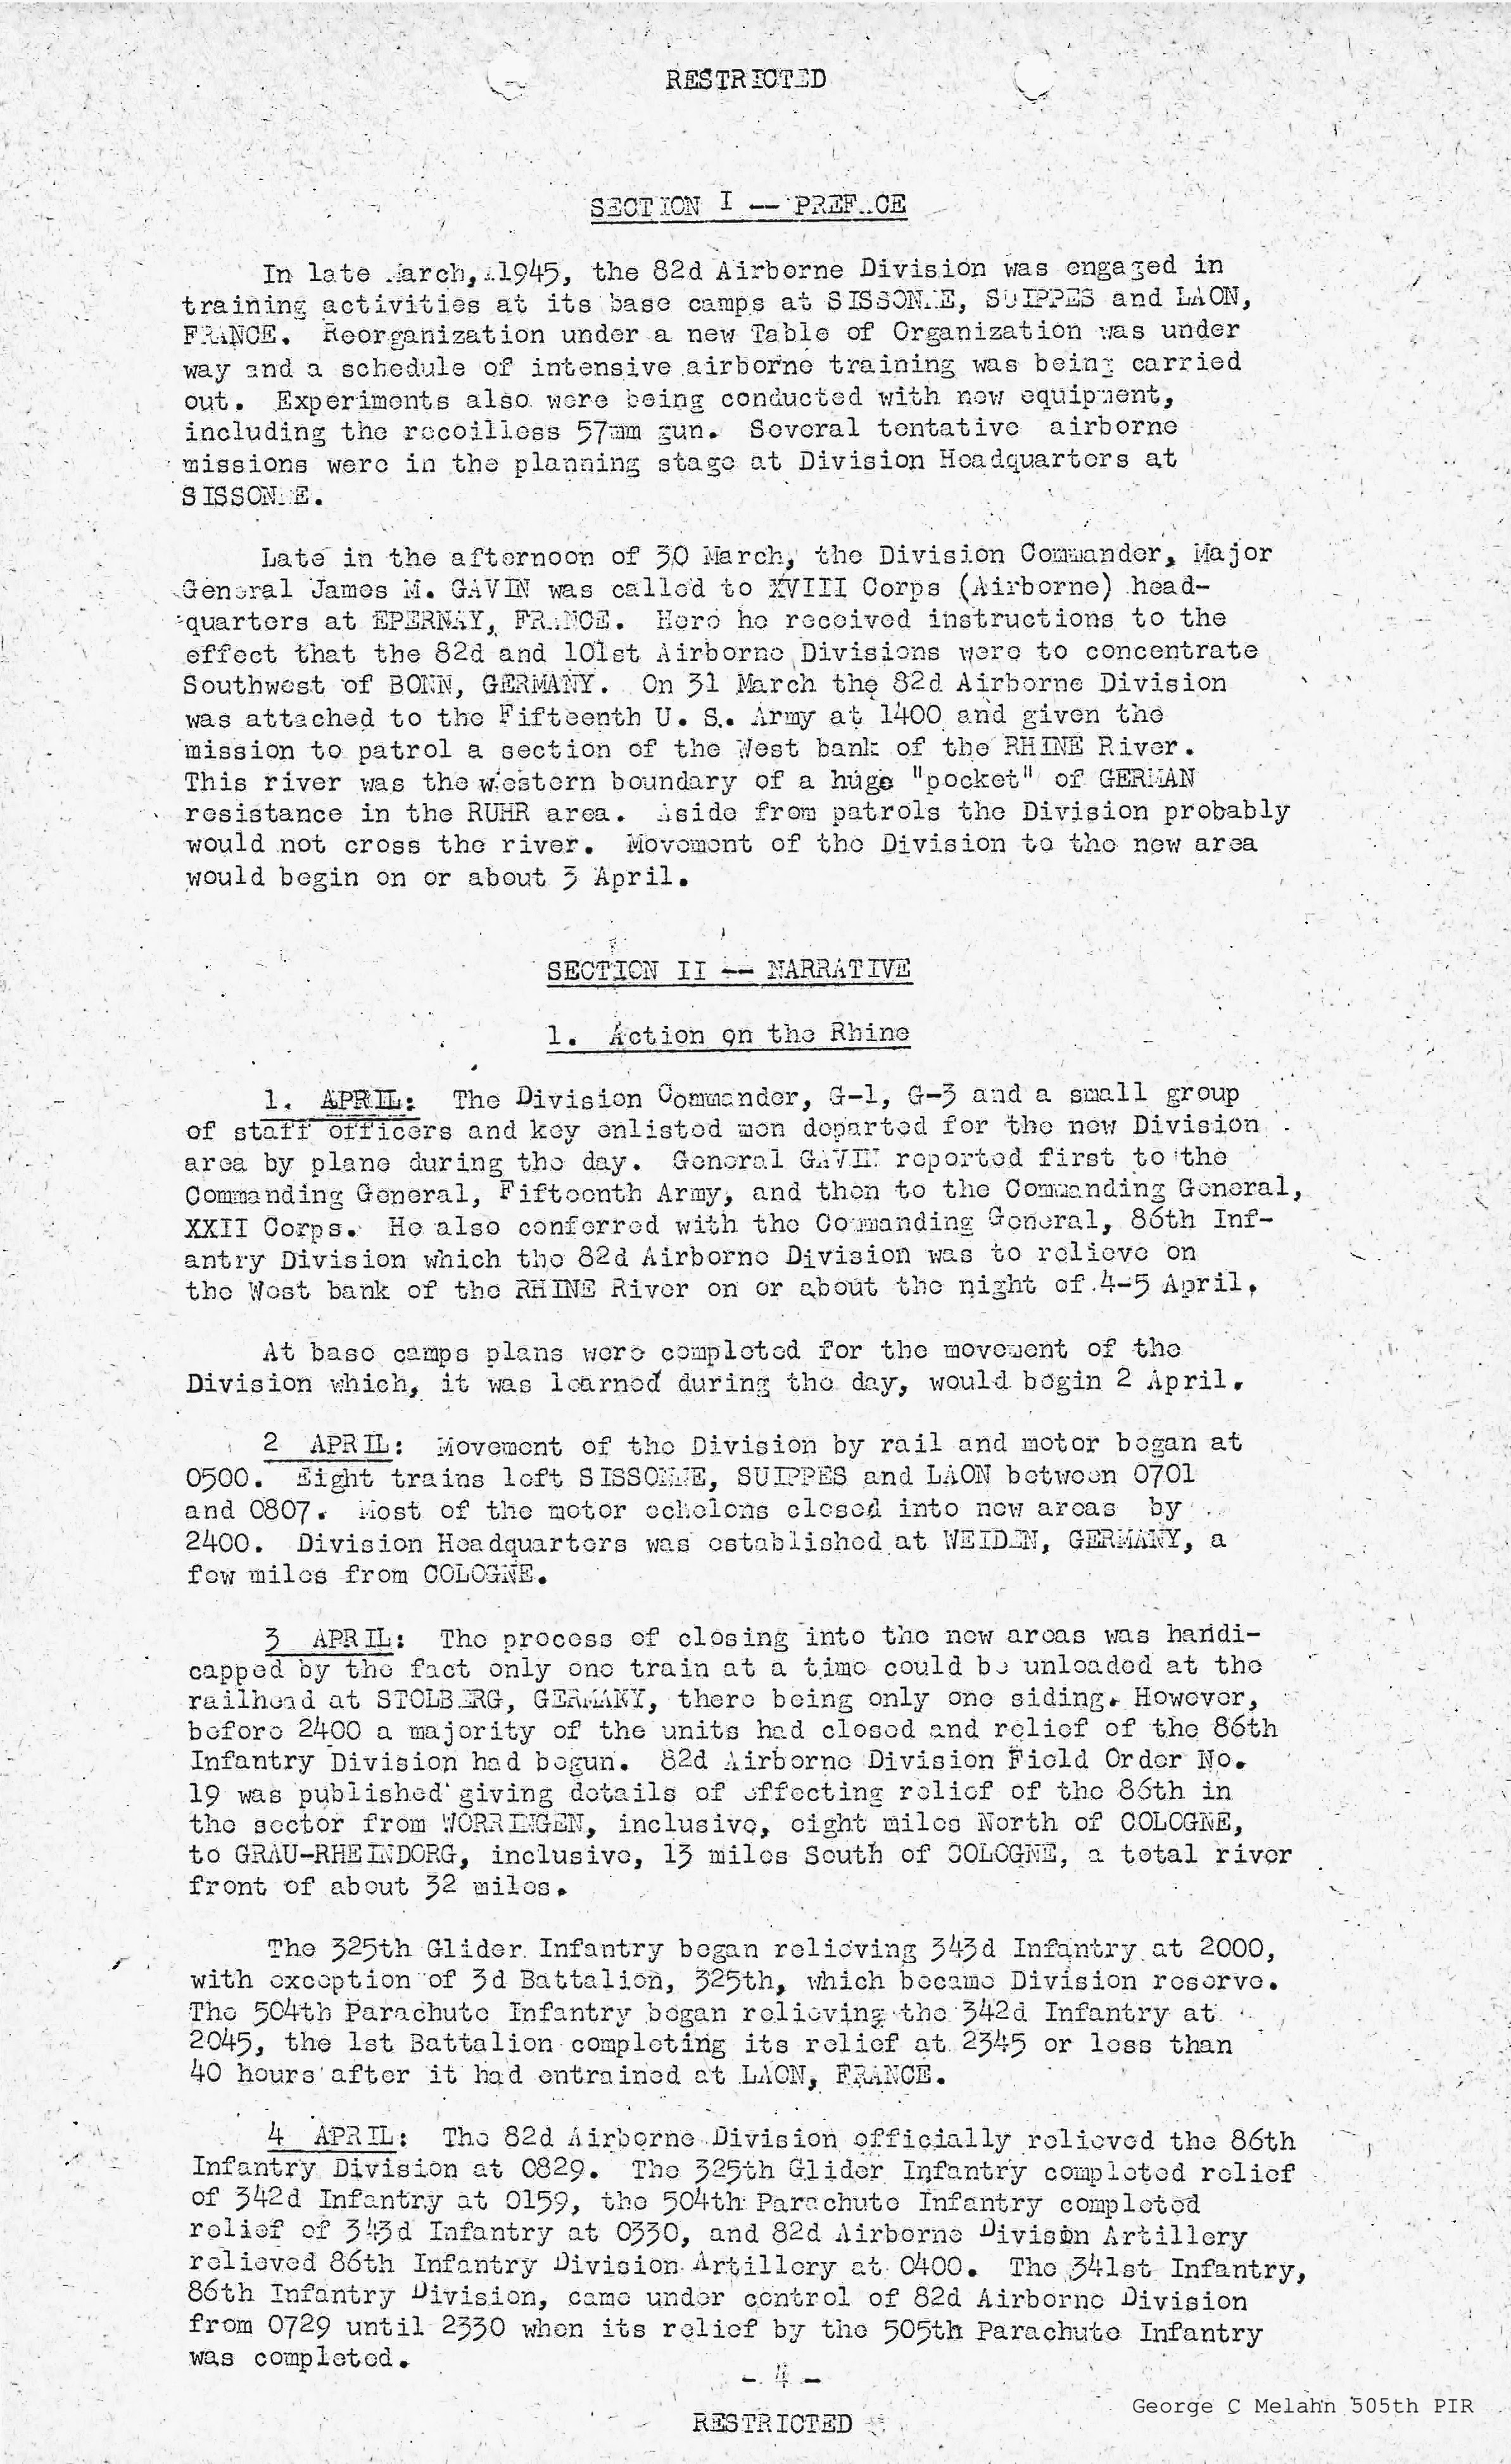 RESTRICTED
SECTION I -- PREFACE
In late March, 1945, the 82d Airborne Division was engaged in
training activities at its base camps at SISSONNE, SUIPPES and LAON,
FRANCE. Reorganization under a new Table of Organization was under
way and a schedule of intensive airborne training was being carried
out. Experiments also were being conducted with new equipment,
including the recoilless 57mm gun. Several tentative airborne
missions were in the planning stage at Division Headquarters at
SISSONNE.
Late in the afternoon of 30 March, the Division Commander, Major
General James M. GAVIN was called to XVIII Corps (Airborne) head-
quarters at EPERNAY, FRANCE. Here he received instructions to the
effect that the 82d and 101st Airborne Divisions were to concentrate
Southwest of BONN, GERMANY. On 31 March the 82d Airborne Division
was attached to the Fifteenth U. S. Army at 1400 and given the
mission to patrol a section of the West bank of the RHINE River.
This river was the western boundary of a huge "pocket" of GERMAN
resistance in the RUHR area. Aside from patrols the Division probably
would not cross the river. Movement of the Division to the new area
would begin on or about 3 April.
SECTION II -- NARRATIVE
1. Action on the Rhine
1. APRIL: The Division Commander, G-1, G-3 and a small group
of staff officers and key enlisted men departed for the new Division
area by plane during the day. General GAVIN reported first to the
Commanding General, Fifteenth Army, and then to the Commanding General,
XXII Corps. He also conferred with the Commanding General, 86th Inf-
antry Division which the 82d Airborne Division was to relieve on
the West bank of the RHINE River on or about the night of 4-5 April.
At base camps plans were completed for the movement of the
Division which, it was learned during the day, would begin 2 April.
2 APRIL: Movement of the Division by rail and motor began at
0500. Eight trains left SISSONNE, SUIPPES and LAON between 0701
and 0807. Most of the motor echelons closed into new areas by
2400. Division Headquarters was established at WEIDEN, GERMANY, a
few miles from COLOGNE.
3 APRIL: The process of closing into the new areas was handi-
capped by the fact only one train at a time could be unloaded at the
railhead at STOLBERG, GERMANY, there being only one siding. However,
before 2400 a majority of the units had closed and relief of the 86th
Infantry Division had begun. 82d Airborne Division Field Order No.
19 was published giving details of effecting relief of the 86th in
the sector from WORRINGEN, inclusive, eight miles North of COLOGNE,
to GRAU-RHEINDORG, inclusive, 13 miles South of COLOGNE, a total river
front of about 32 miles.
The 325th Glider Infantry began relieving 343d Infantry at 2000,
with exception of 3d Battalion, 325th, which became Division reserve.
The 504th Parachute Infantry began relieving the 342d Infantry at
2045, the 1st Battalion completing its relief at 2345 or less than
40 hours after it had entrained at LAON, FRANCE.
4 APRIL: The 82d Airborne Division officially relieved the 86th
Infantry Division at 0829. The 325th Glider Infantry completed relief
of 342d Infantry at 0159, the 504th Parachute Infantry completed
relief of 343d Infantry at 0330, and 82d Airborne Divison Artillery
relieved 86th Infantry Division Artillery at 0400. The 341st Infantry,
86th Infantry Division, came under control of 82d Airborne Division
from 0729 until 2330 when its relief by the 505th Parachute Infantry
was completed.
- 4 -
George C Melahn 505th PIR
RESTRICTED